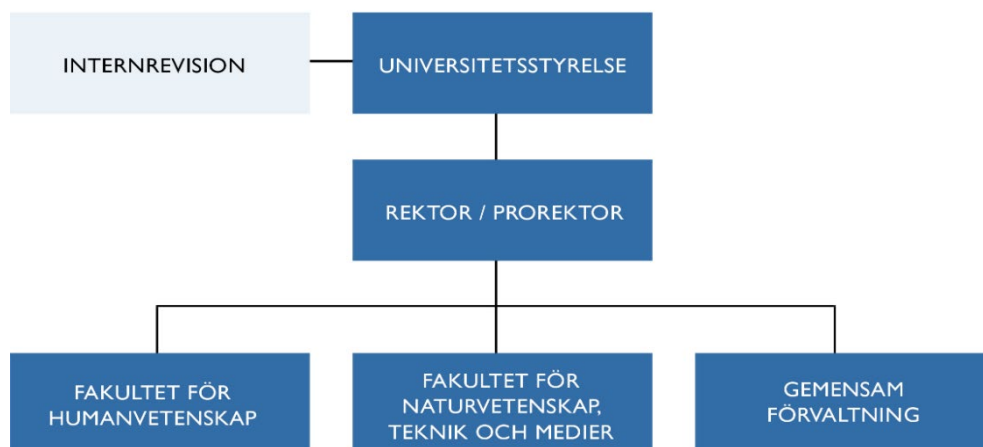 INTERNREVISION
UNIVERSITETSSTYRELSE
REKTOR / PROREKTOR
FAKULTET FÖR
HUMANVETENSKAP
FAKULTET FÖR
NATURVETENSKAP,
TEKNIK OCH MEDIER
GEMENSAM
FÖRVALTNING